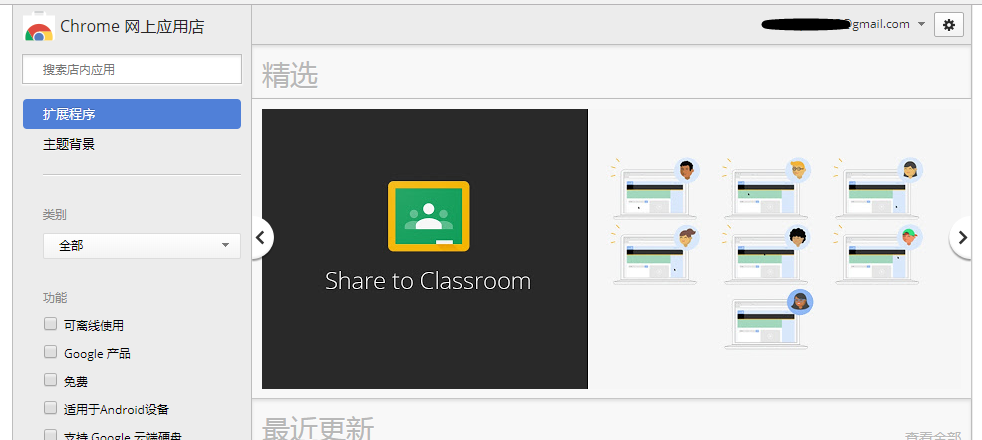 Chrome 网上应用店
@gmail.com
搜索店内应用
精选
扩展程序
主题背景
类别
全部
Share to Classroom
功能
可离线使用
Google 产品
免费
适用于Android设备
最近更新
查看全部
支持 Google 云端硬盘